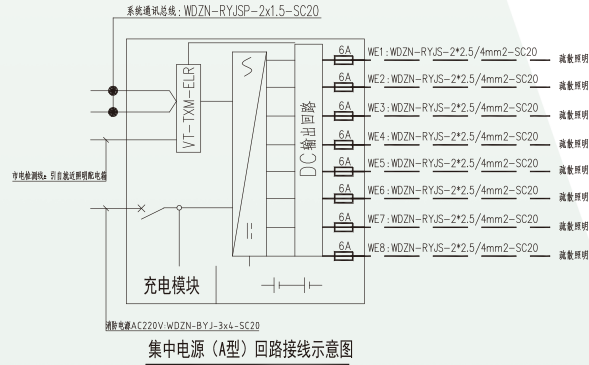 系统通讯总线:WDZN-RYJSP-2x1.5-SC20
6A WE1:WDZN-RYJS-2*2.5/4mm2-SC20 疏散照明
6A WE2:WDZN-RYJS-2*2.5/4mm2-SC20 疏散照明
6A WE3:WDZN-RYJS-2*2.5/4mm2-SC20 疏散照明
6A WE4:WDZN-RYJS-2*2.5/4mm2-SC20 疏散照明
6A WE5:WDZN-RYJS-2*2.5/4mm2-SC20 疏散照明
6A WE6:WDZN-RYJS-2*2.5/4mm2-SC20 疏散照明
6A WE7:WDZN-RYJS-2*2.5/4mm2-SC20 疏散照明
6A WE8:WDZN-RYJS-2*2.5/4mm2-SC20 疏散照明
VT-TXM-ELR
DC输出回路
市电检测线:引自就近照明配电箱
充电模块
消防电源AC220V:WDZN-BYJ-3x4-SC20
集中电源（A型）回路接线示意图